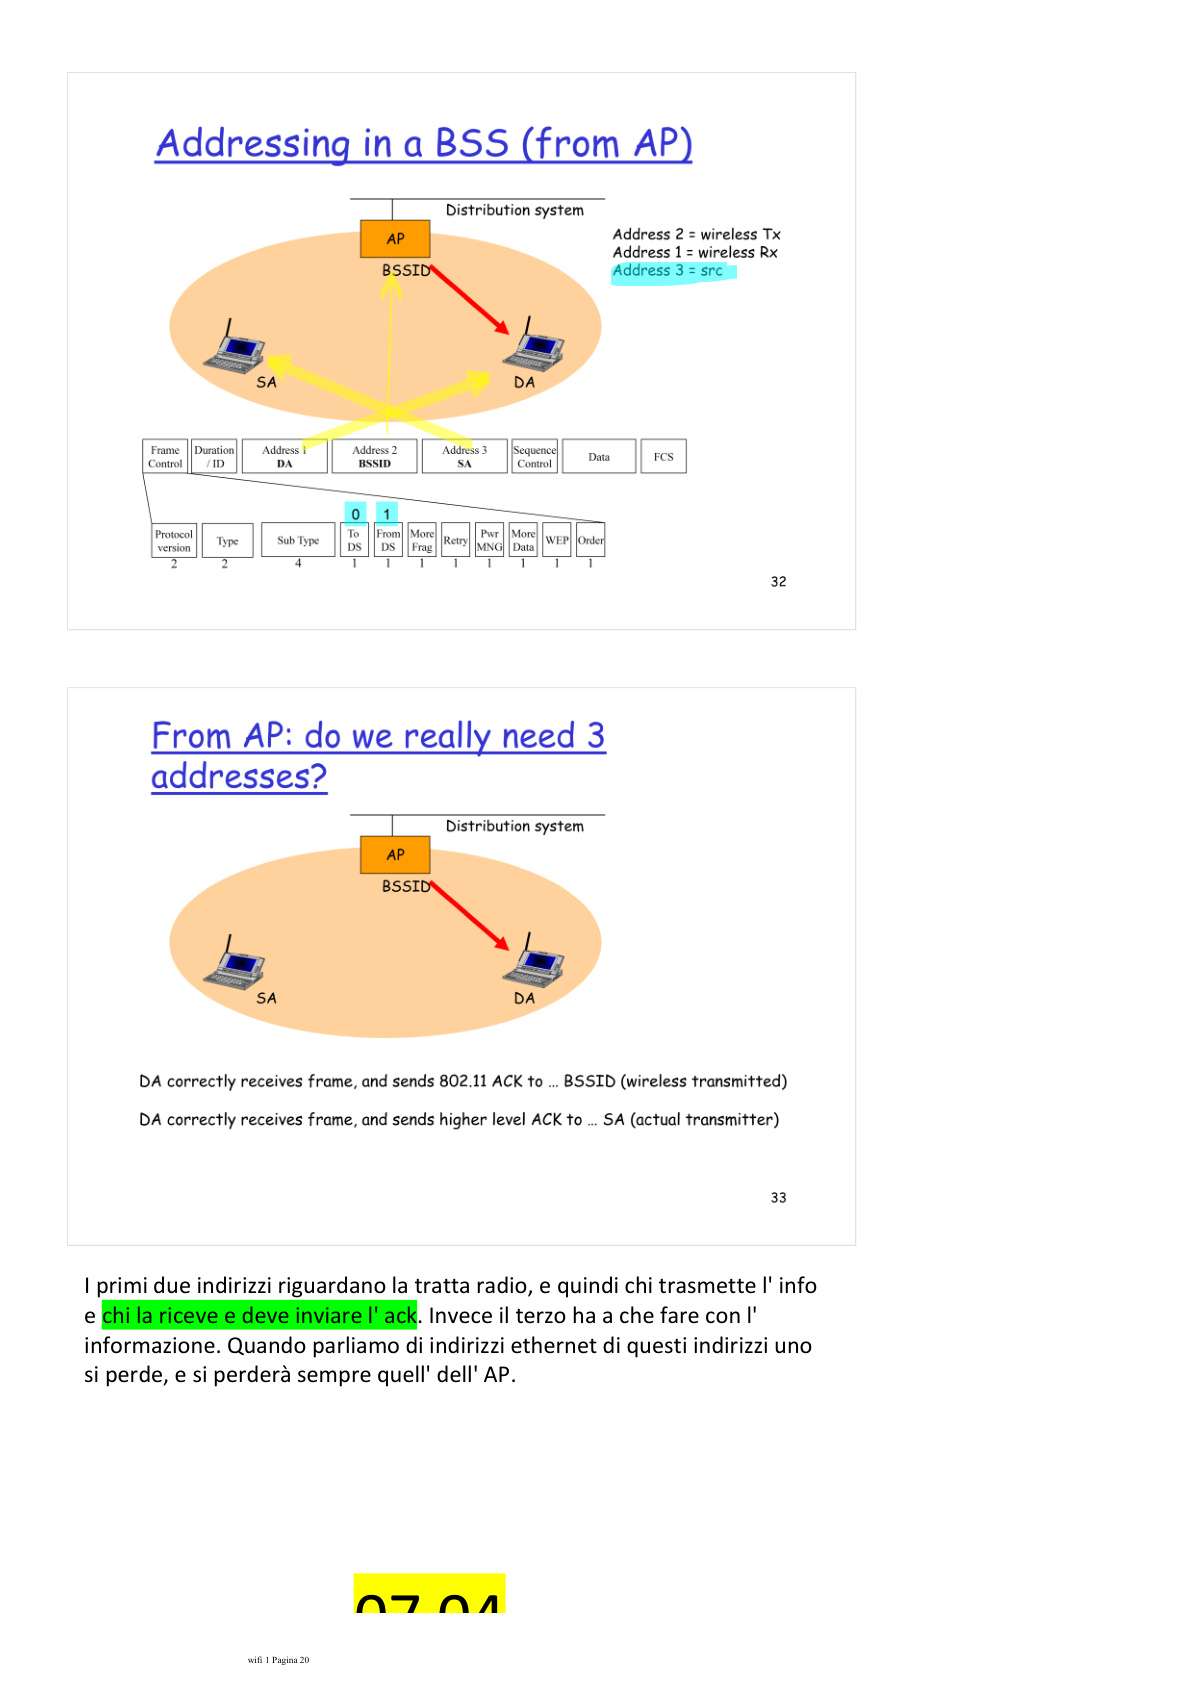 Addressing in a BSS (from AP)
Distribution system
AP
BSSID
Address 2 = wireless Tx
Address 1 = wireless Rx
Address 3 = src
SA
DA
Frame Control
Duration / ID
Address 1 DA
Address 2 BSSID
Address 3 SA
Sequence Control
Data
FCS
0 1
Protocol version
Type
Sub Type
To DS
From DS
More Frag
Retry
Pwr MNG
More Data
WEP
Order
2 2 4 1 1 1 1 1 1 1 1
32
From AP: do we really need 3
addresses?
Distribution system
AP
BSSID
SA
DA
DA correctly receives frame, and sends 802.11 ACK to ... BSSID (wireless transmitted)
DA correctly receives frame, and sends higher level ACK to ... SA (actual transmitter)
33
I primi due indirizzi riguardano la tratta radio, e quindi chi trasmette l' info
e chi la riceve e deve inviare l' ack. Invece il terzo ha a che fare con l'
informazione. Quando parliamo di indirizzi ethernet di questi indirizzi uno
si perde, e si perderà sempre quell' dell' AP.
wifi 1 Pagina 20